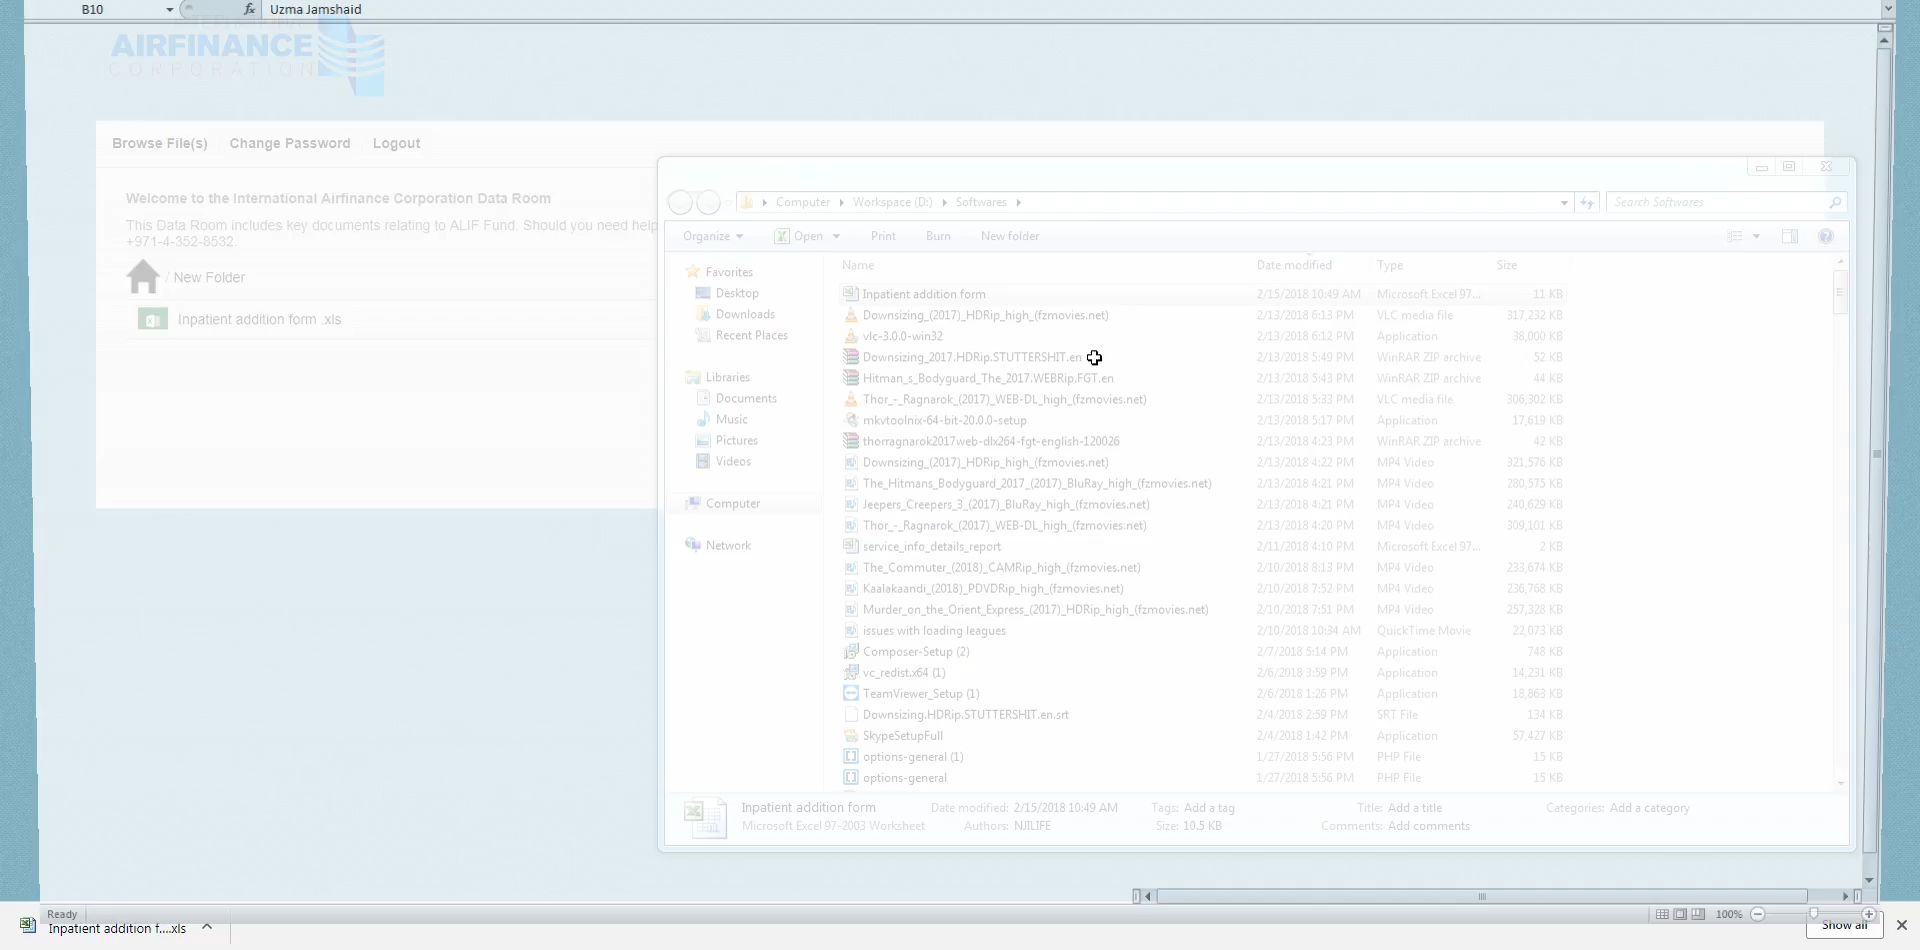 B10
fx
Uzma Jamshaid
AIRFINANCE
CORPORATION
Browse File(s) Change Password Logout
Welcome to the International Airfinance Corporation Data Room
This Data Room includes key documents relating to ALIF Fund. Should you need help
+971-4-352-8532.
/ New Folder
Inpatient addition form .xls
Computer Workspace (D:) Softwares
Search Softwares
Organize Open Print Burn New folder
Favorites
Desktop
Downloads
Recent Places
Libraries
Documents
Music
Pictures
Videos
Computer
Network
Name Date modified Type Size
Inpatient addition form 2/15/2018 10:49 AM Microsoft Excel 97... 11 KB
Downsizing_(2017)_HDRip_high_(fzmovies.net) 2/13/2018 6:13 PM VLC media file 317,232 KB
vlc-3.0.0-win32 2/13/2018 6:12 PM Application 38,000 KB
Downsizing_2017.HDRip.STUTTERSHIT.en 2/13/2018 5:49 PM WinRAR ZIP archive 52 KB
Hitman_s_Bodyguard_The_2017.WEBRip.FGT.en 2/13/2018 5:43 PM WinRAR ZIP archive 44 KB
Thor_-_Ragnarok_(2017)_WEB-DL_high_(fzmovies.net) 2/13/2018 5:33 PM VLC media file 306,302 KB
mkvtoolnix-64-bit-20.0.0-setup 2/13/2018 5:17 PM Application 17,619 KB
thorragnarok2017web-dlx264-fgt-english-120026 2/13/2018 4:23 PM WinRAR ZIP archive 42 KB
Downsizing_(2017)_HDRip_high_(fzmovies.net) 2/13/2018 4:22 PM MP4 Video 321,576 KB
The_Hitmans_Bodyguard_2017_(2017)_BluRay_high_(fzmovies.net) 2/13/2018 4:21 PM MP4 Video 280,575 KB
Jeepers_Creepers_3_(2017)_BluRay_high_(fzmovies.net) 2/13/2018 4:21 PM MP4 Video 240,629 KB
Thor_-_Ragnarok_(2017)_WEB-DL_high_(fzmovies.net) 2/13/2018 4:20 PM MP4 Video 309,101 KB
service_info_details_report 2/11/2018 4:10 PM Microsoft Excel 97... 2 KB
The_Commuter_(2018)_CAMRip_high_(fzmovies.net) 2/10/2018 8:13 PM MP4 Video 233,674 KB
Kaalakaandi_(2018)_PDVDRip_high_(fzmovies.net) 2/10/2018 7:52 PM MP4 Video 236,768 KB
Murder_on_the_Orient_Express_(2017)_HDRip_high_(fzmovies.net) 2/10/2018 7:51 PM MP4 Video 257,328 KB
issues with loading leagues 2/10/2018 10:34 AM QuickTime Movie 22,073 KB
Composer-Setup (2) 2/7/2018 5:14 PM Application 748 KB
vc_redist.x64 (1) 2/6/2018 3:59 PM Application 14,231 KB
TeamViewer_Setup (1) 2/6/2018 1:26 PM Application 18,863 KB
Downsizing.HDRip.STUTTERSHIT.en.srt 2/4/2018 2:59 PM SRT File 134 KB
SkypeSetupFull 2/4/2018 1:42 PM Application 57,427 KB
options-general (1) 1/27/2018 5:56 PM PHP File 15 KB
options-general 1/27/2018 5:56 PM PHP File 15 KB
Inpatient addition form Date modified: 2/15/2018 10:49 AM Tags: Add a tag Title: Add a title Categories: Add a category
Microsoft Excel 97-2003 Worksheet Authors: NJILIFE Size: 10.5 KB Comments: Add comments
Ready
100%
Inpatient addition f....xls
Show all